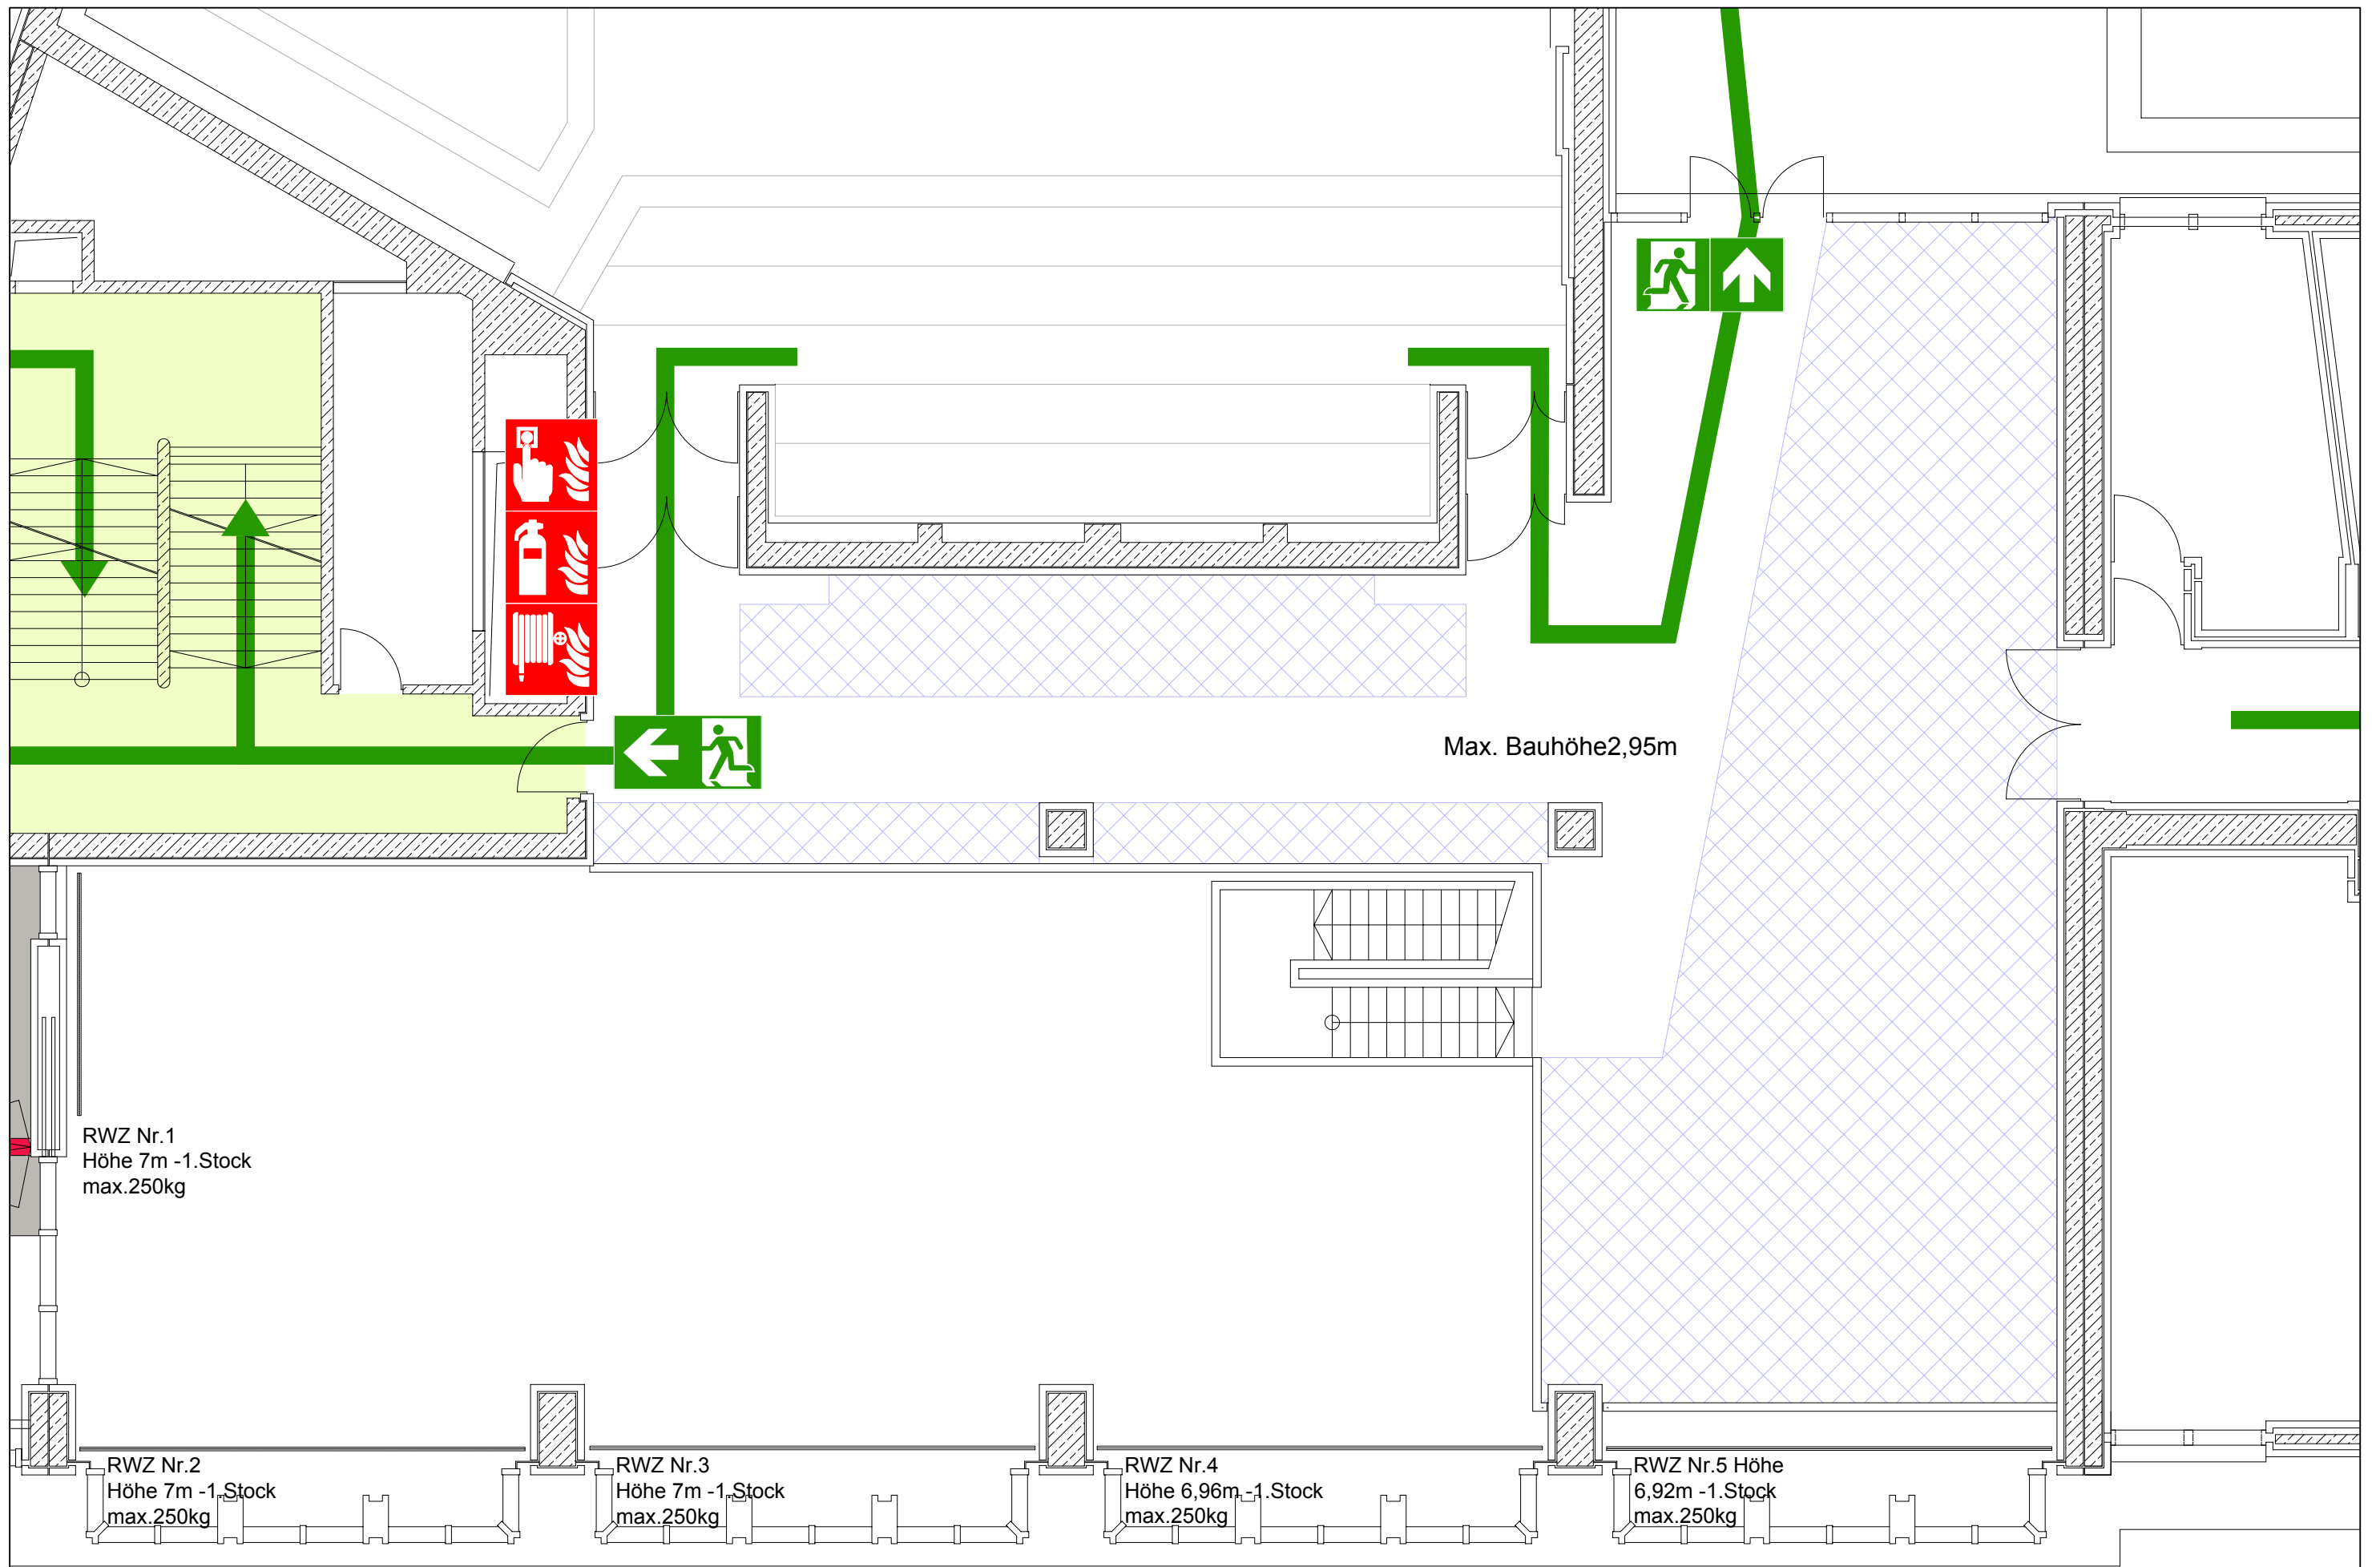 Max. Bauhöhe2,95m
RWZ Nr.1
Höhe 7m -1.Stock
max.250kg
RWZ Nr.2
Höhe 7m -1.Stock
max.250kg
RWZ Nr.3
Höhe 7m -1.Stock
max.250kg
RWZ Nr.4
Höhe 6,96m -1.Stock
max.250kg
RWZ Nr.5 Höhe
6,92m -1.Stock
max.250kg